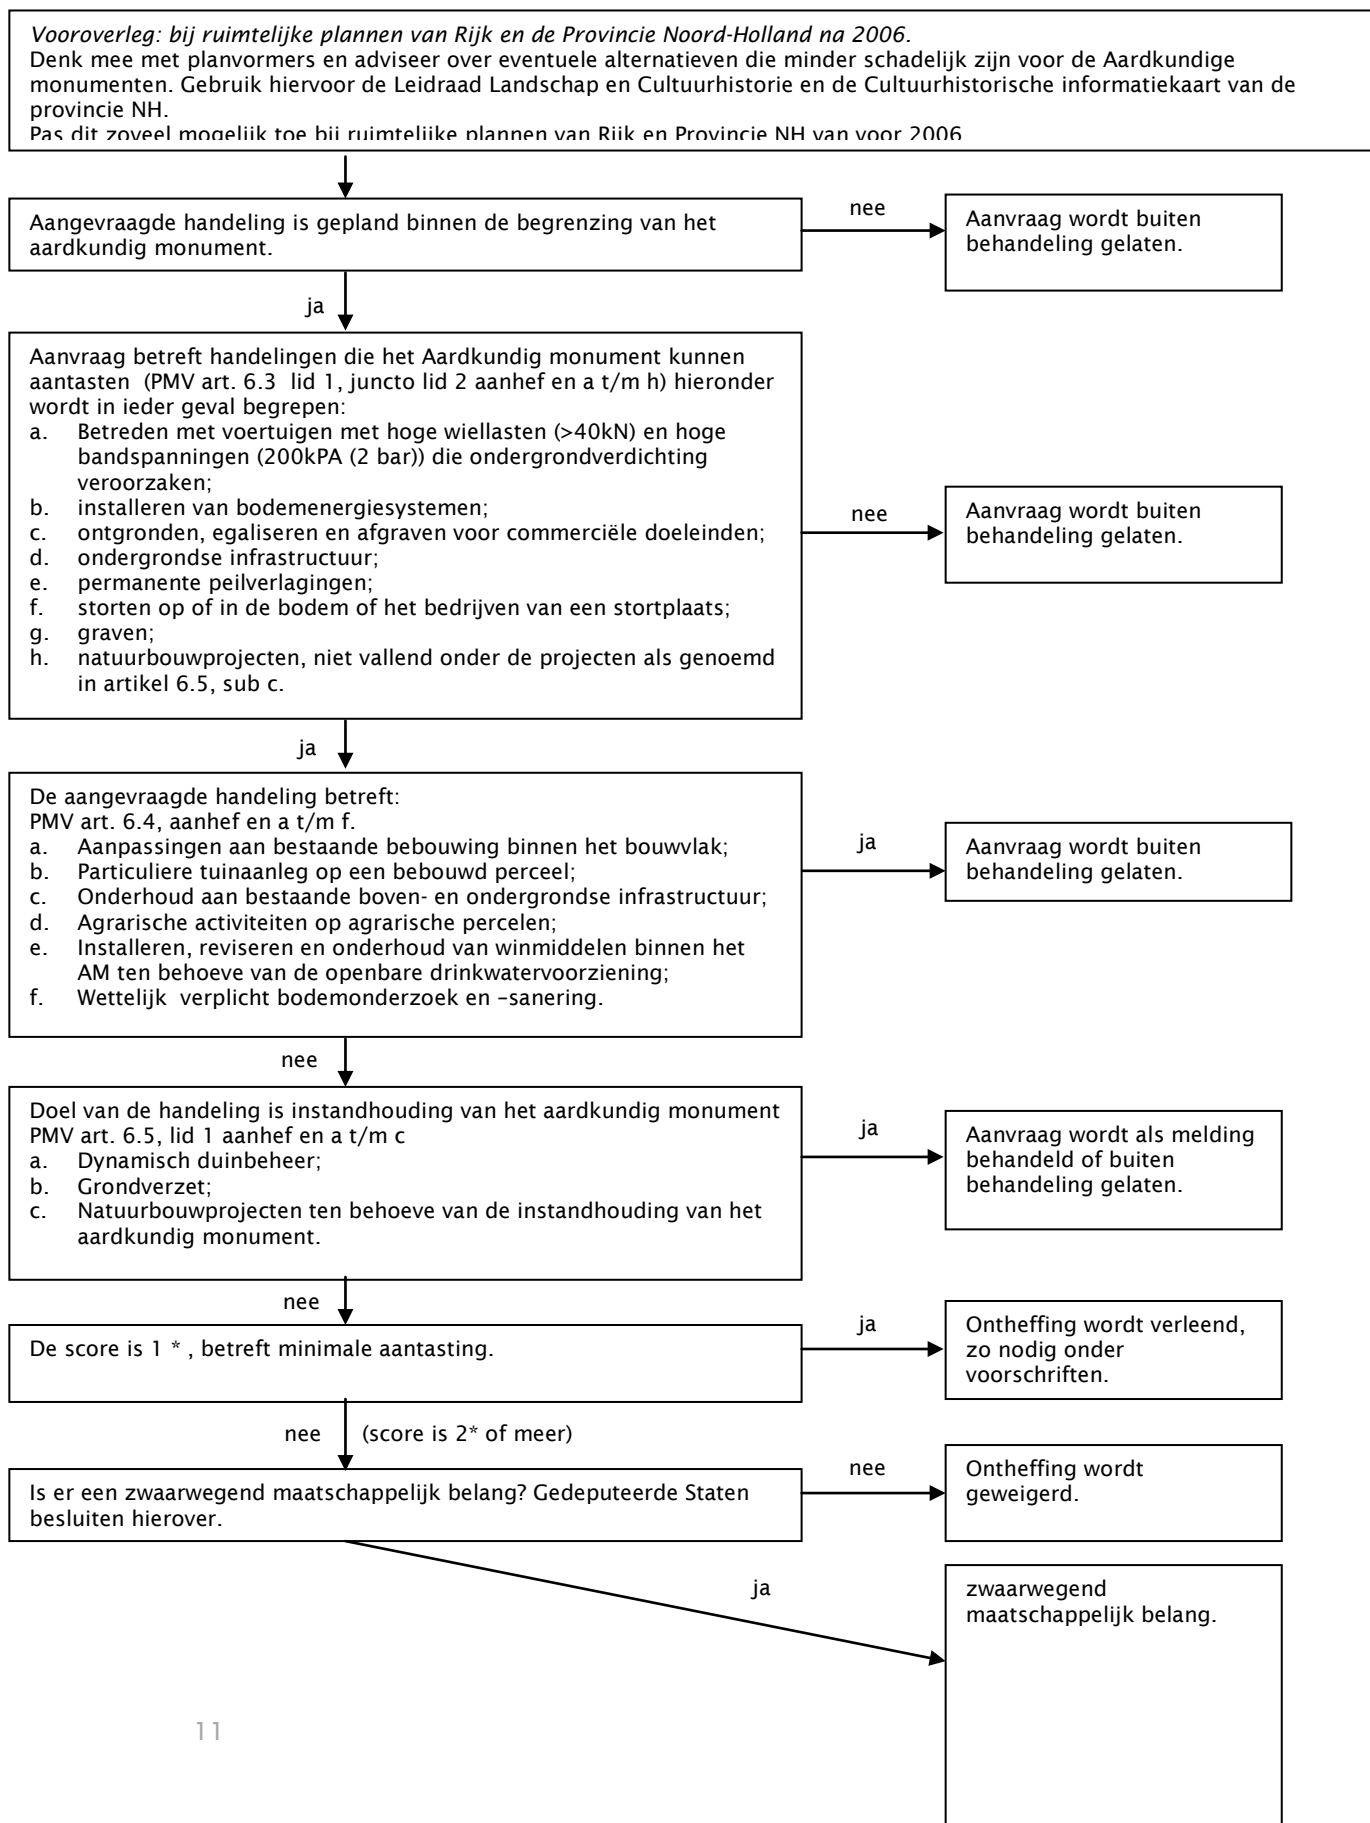 Vooroverleg: bij ruimtelijke plannen van Rijk en de Provincie Noord-Holland na 2006.
Denk mee met planvormers en adviseer over eventuele alternatieven die minder schadelijk zijn voor de Aardkundige
monumenten. Gebruik hiervoor de Leidraad Landschap en Cultuurhistorie en de Cultuurhistorische informatiekaart van de
provincie NH.
Pas dit zoveel mogelijk toe bij ruimtelijke plannen van Rijk en Provincie NH van voor 2006
Aangevraagde handeling is gepland binnen de begrenzing van het
aardkundig monument.
nee
Aanvraag wordt buiten
behandeling gelaten.
ja
Aanvraag betreft handelingen die het Aardkundig monument kunnen
aantasten (PMV art. 6.3 lid 1, juncto lid 2 aanhef en a t/m h) hieronder
wordt in ieder geval begrepen:
a. Betreden met voertuigen met hoge wiellasten (>40kN) en hoge
bandspanningen (200kPA (2 bar)) die ondergrondverdichting
veroorzaken;
b. installeren van bodemenergiesystemen;
c. ontgronden, egaliseren en afgraven voor commerciële doeleinden;
d. ondergrondse infrastructuur;
e. permanente peilverlagingen;
f. storten op of in de bodem of het bedrijven van een stortplaats;
g. graven;
h. natuurbouwprojecten, niet vallend onder de projecten als genoemd
in artikel 6.5, sub c.
nee
Aanvraag wordt buiten
behandeling gelaten.
ja
De aangevraagde handeling betreft:
PMV art. 6.4, aanhef en a t/m f.
a. Aanpassingen aan bestaande bebouwing binnen het bouwvlak;
b. Particuliere tuinaanleg op een bebouwd perceel;
c. Onderhoud aan bestaande boven- en ondergrondse infrastructuur;
d. Agrarische activiteiten op agrarische percelen;
e. Installeren, reviseren en onderhoud van winmiddelen binnen het
AM ten behoeve van de openbare drinkwatervoorziening;
f. Wettelijk verplicht bodemonderzoek en –sanering.
ja
Aanvraag wordt buiten
behandeling gelaten.
nee
Doel van de handeling is instandhouding van het aardkundig monument
PMV art. 6.5, lid 1 aanhef en a t/m c
a. Dynamisch duinbeheer;
b. Grondverzet;
c. Natuurbouwprojecten ten behoeve van de instandhouding van het
aardkundig monument.
ja
Aanvraag wordt als melding
behandeld of buiten
behandeling gelaten.
nee
De score is 1 * , betreft minimale aantasting.
ja
Ontheffing wordt verleend,
zo nodig onder
voorschriften.
nee (score is 2* of meer)
Is er een zwaarwegend maatschappelijk belang? Gedeputeerde Staten
besluiten hierover.
nee
Ontheffing wordt
geweigerd.
ja
zwaarwegend
maatschappelijk belang.
11